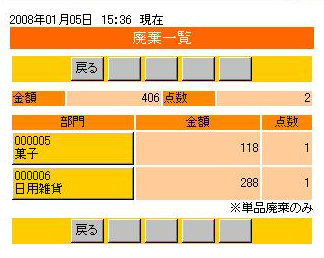 2008年01月05日 15:36 現在
廃棄一覧
戻る
金額 406 点数 2
部門 金額 点数
000005
菓子 118 1
000006
日用雑貨 288 1
※単品廃棄のみ
戻る